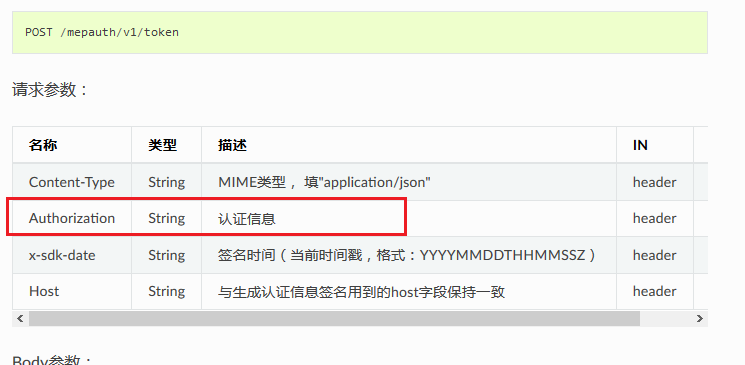 POST /mepauth/v1/token
请求参数：
名称 类型 描述 IN
Content-Type String MIME类型， 填"application/json" header
Authorization String 认证信息 header
x-sdk-date String 签名时间（当前时间戳，格式：YYYYMMDDTHHMMSSZ） header
Host String 与生成认证信息签名用到的host字段保持一致 header
Body参数：